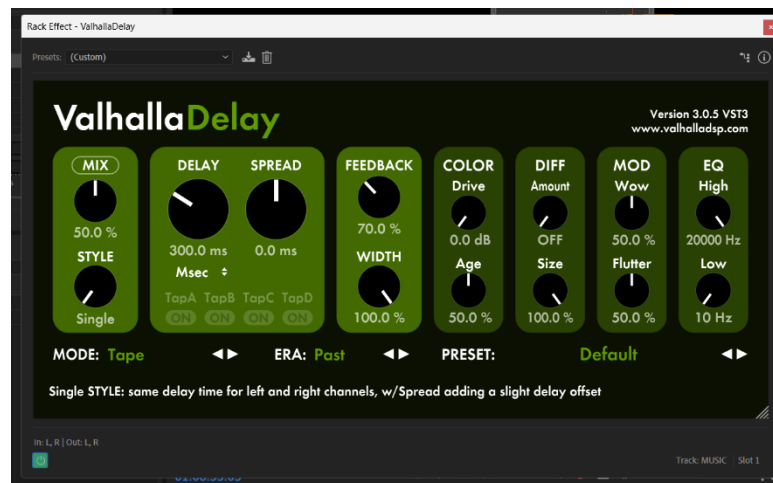 Rack Effect - ValhallaDelay
Presets: (Custom)
ValhallaDelay
Version 3.0.5 VST3
www.valhalladsp.com
MIX DELAY SPREAD FEEDBACK COLOR DIFF MOD EQ
Drive Amount Wow High
50.0 % 300.0 ms 0.0 ms 70.0 % 0.0 dB OFF 50.0 % 20000 Hz
STYLE Msec WIDTH Age Size Flutter Low
TapA TapB TapC TapD
ON ON ON ON
Single 100.0 % 50.0 % 100.0 % 50.0 % 10 Hz
MODE: Tape ERA: Past PRESET: Default
Single STYLE: same delay time for left and right channels, w/Spread adding a slight delay offset
In: L, R | Out: L, R
Track: MUSIC Slot 1